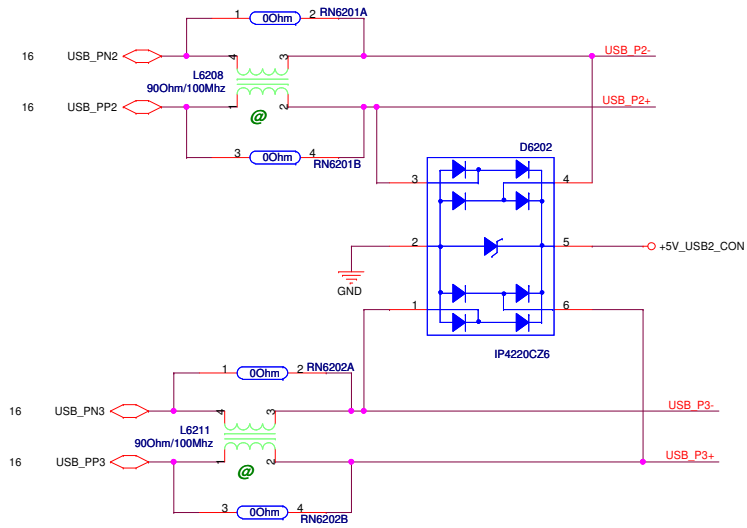 1 0Ohm 2 RN6201A
16 USB_PN2 4 3 USB_P2-
L6208
90Ohm/100Mhz
16 USB_PP2 1 2 USB_P2+
@
3 0Ohm 4
RN6201B
D6202
3 4
2 5 +5V_USB2_CON
GND
1 6
IP4220CZ6
1 0Ohm 2 RN6202A
16 USB_PN3 4 3 USB_P3-
L6211
90Ohm/100Mhz
16 USB_PP3 1 2 USB_P3+
@
3 0Ohm 4
RN6202B